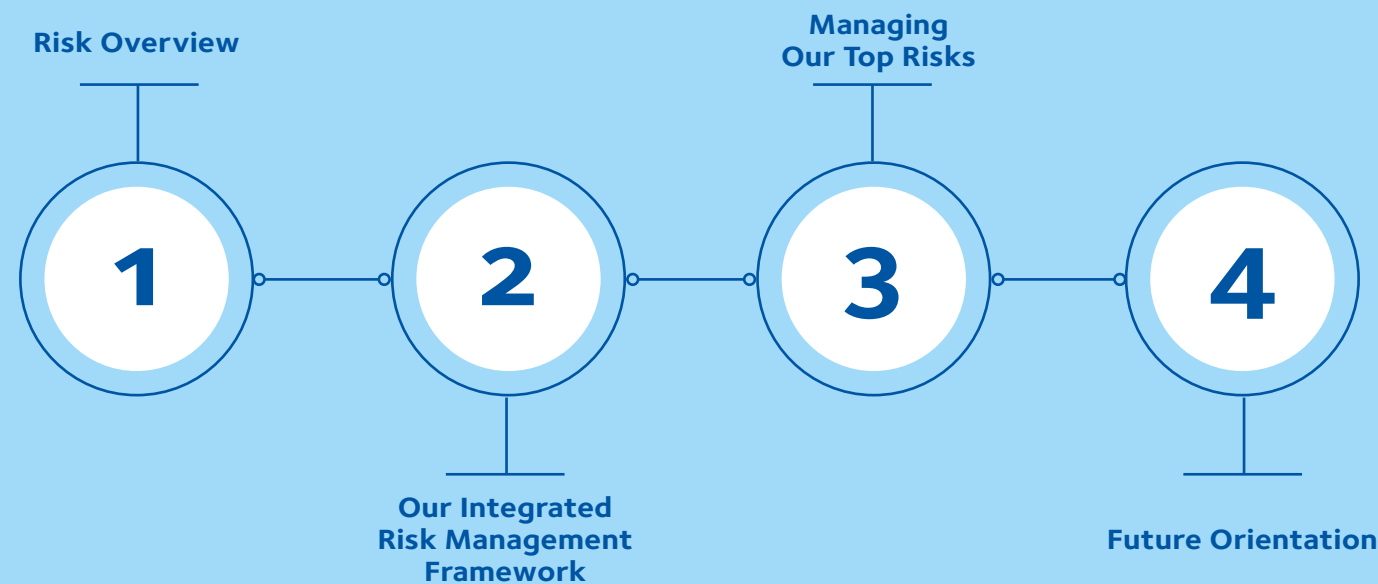 Risk Overview
1
2
Our Integrated
Risk Management
Framework
Managing
Our Top Risks
3
4
Future Orientation